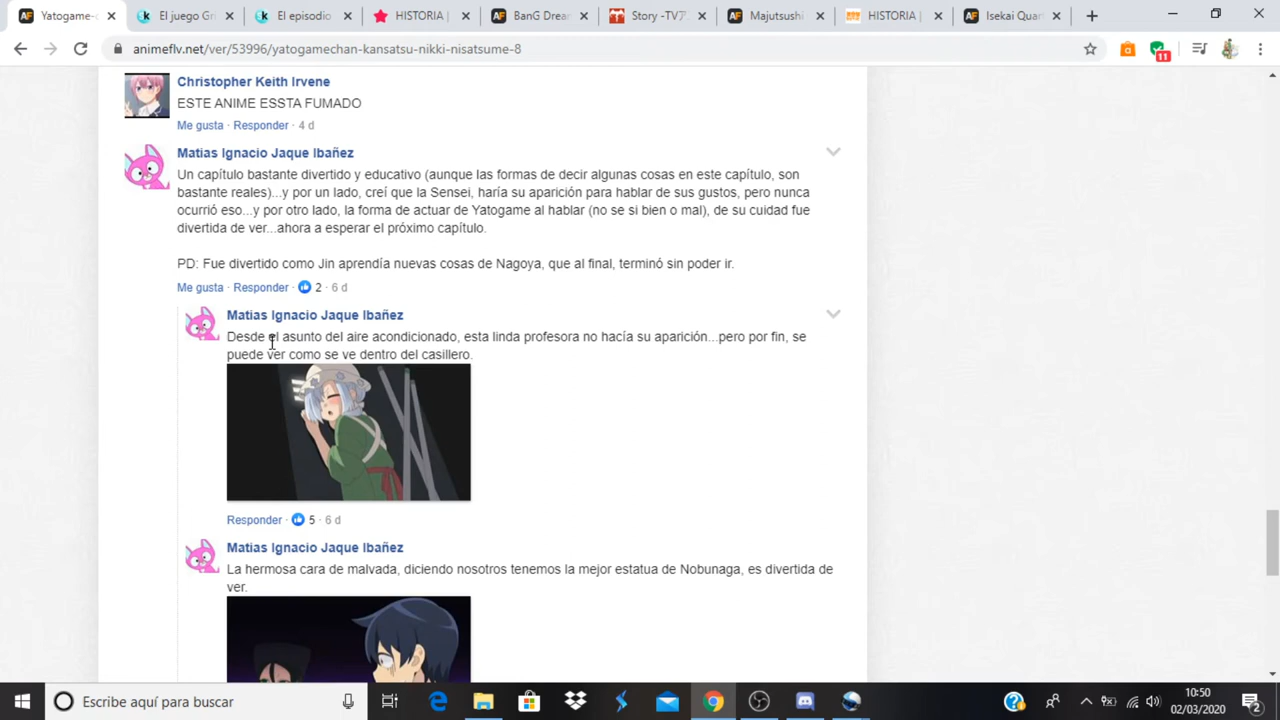 Yatogame-c
El juego Gri
El episodio
HISTORIA |
BanG Drea
Story -TVア
Majutsushi
HISTORIA |
Isekai Quar
animeflv.net/ver/53996/yatogamechan-kansatsu-nikki-nisatsume-8
11
Christopher Keith Irvene
ESTE ANIME ESSTA FUMADO
Me gusta · Responder · 4 d
Matias Ignacio Jaque Ibañez
Un capítulo bastante divertido y educativo (aunque las formas de decir algunas cosas en este capítulo, son
bastante reales)...y por un lado, creí que la Sensei, haría su aparición para hablar de sus gustos, pero nunca
ocurrió eso...y por otro lado, la forma de actuar de Yatogame al hablar (no se si bien o mal), de su cuidad fue
divertida de ver...ahora a esperar el próximo capítulo.
PD: Fue divertido como Jin aprendía nuevas cosas de Nagoya, que al final, terminó sin poder ir.
Me gusta · Responder · 2 · 6 d
Matias Ignacio Jaque Ibañez
Desde el asunto del aire acondicionado, esta linda profesora no hacía su aparición...pero por fin, se
puede ver como se ve dentro del casillero.
Responder · 5 · 6 d
Matias Ignacio Jaque Ibañez
La hermosa cara de malvada, diciendo nosotros tenemos la mejor estatua de Nobunaga, es divertida de
ver.
Escribe aquí para buscar
10:50
02/03/2020
2